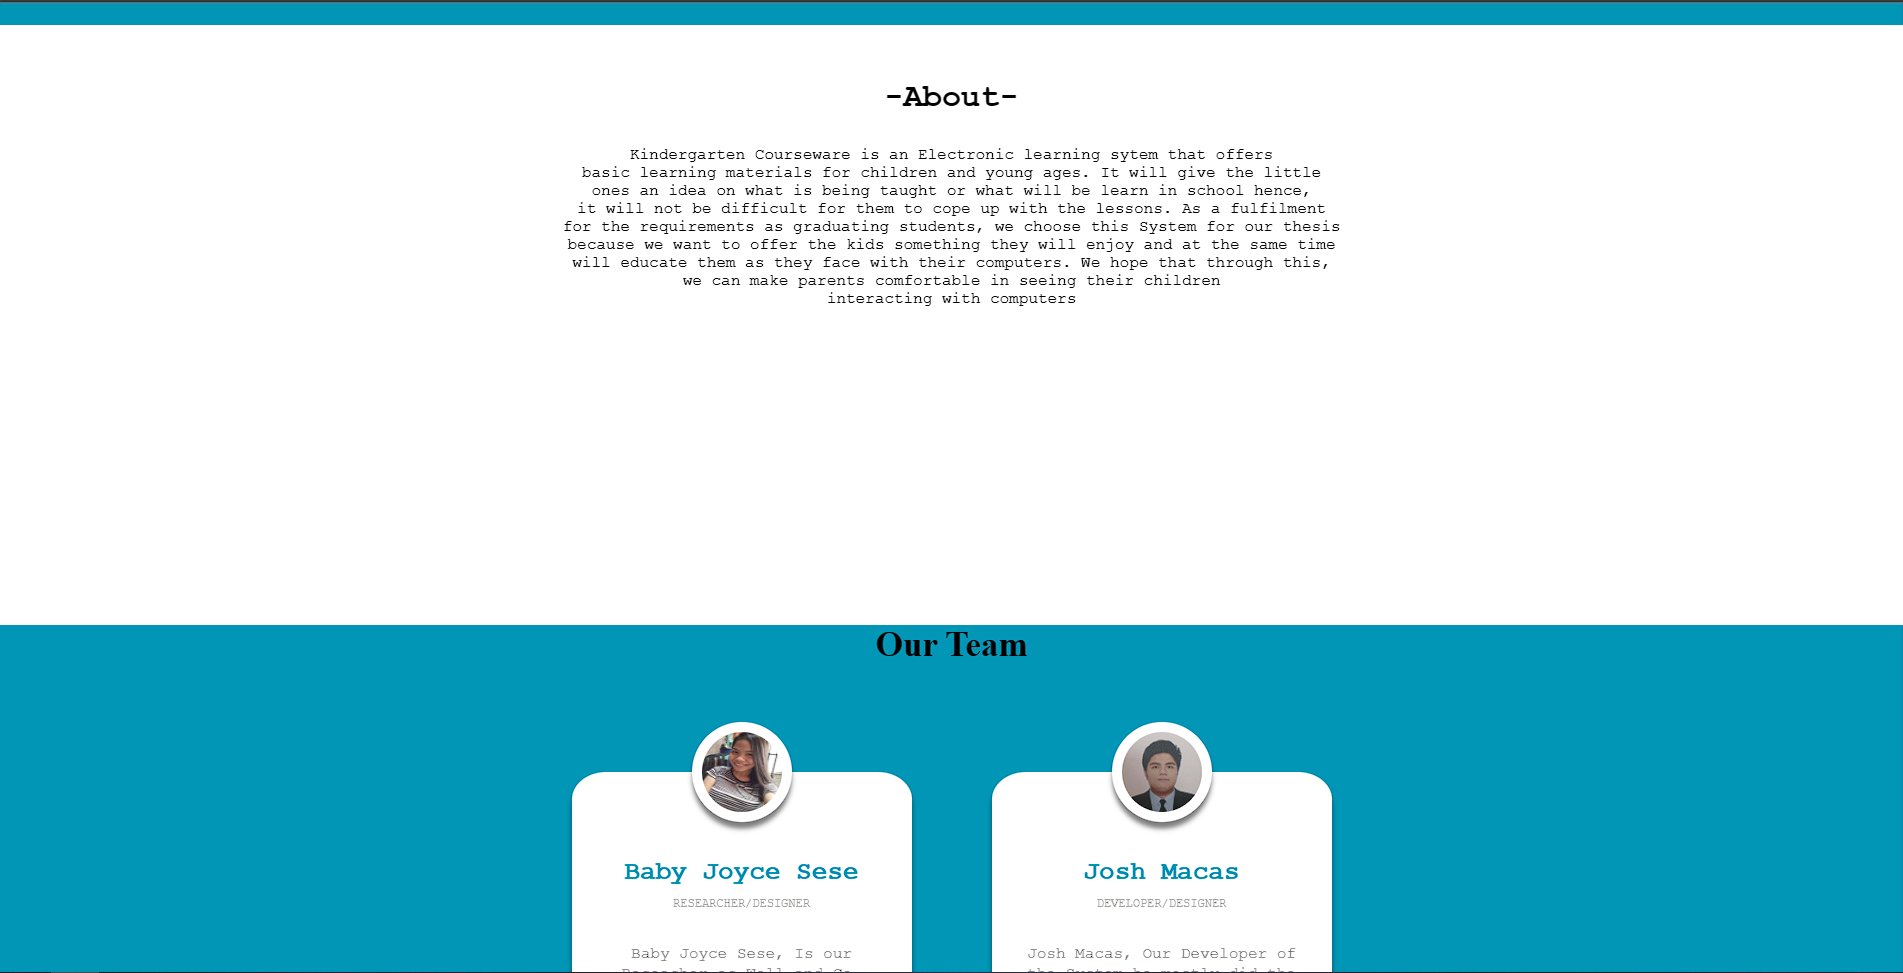 -About-
Kindergarten Courseware is an Electronic learning sytem that offers
basic learning materials for children and young ages. It will give the little
ones an idea on what is being taught or what will be learn in school hence,
it will not be difficult for them to cope up with the lessons. As a fulfilment
for the requirements as graduating students, we choose this System for our thesis
because we want to offer the kids something they will enjoy and at the same time
will educate them as they face with their computers. We hope that through this,
we can make parents comfortable in seeing their children
interacting with computers
Our Team
Baby Joyce Sese
RESEARCHER/DESIGNER
Baby Joyce Sese, Is our
Josh Macas
DEVELOPER/DESIGNER
Josh Macas, Our Developer of
the System he mostly did the